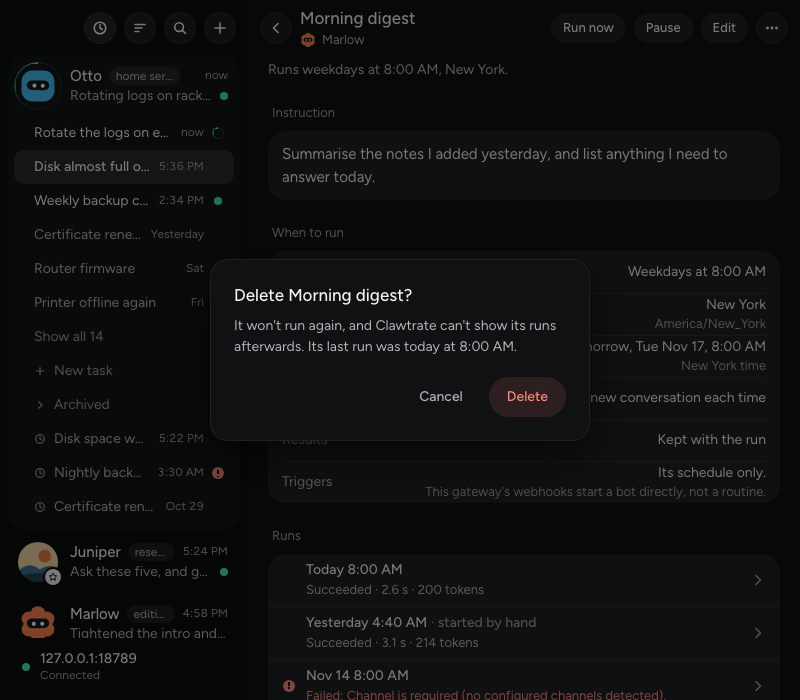 Otto home ser... now
Rotating logs on rack...
Rotate the logs on e... now
Disk almost full o... 5:36 PM
Weekly backup c... 2:34 PM
Certificate rene... Yesterday
Router firmware Sat
Printer offline again Fri
Show all 14
New task
Archived
Disk space w... 5:22 PM
Nightly back... 3:30 AM
Certificate ren... Oct 29
Juniper rese... 5:24 PM
Ask these five, and g...
Marlow editi... 4:58 PM
Tightened the intro and...
127.0.0.1:18789
Connected
Morning digest
Marlow
Run now Pause Edit
Runs weekdays at 8:00 AM, New York.
Instruction
Summarise the notes I added yesterday, and list anything I need to
answer today.
When to run
Weekdays at 8:00 AM
New York
America/New_York
Tue Nov 17, 8:00 AM
New York time
new conversation each time
Results Kept with the run
Triggers Its schedule only.
This gateway's webhooks start a bot directly, not a routine.
Delete Morning digest?
It won't run again, and Clawtrate can't show its runs
afterwards. Its last run was today at 8:00 AM.
Cancel Delete
Runs
Today 8:00 AM
Succeeded · 2.6 s · 200 tokens
Yesterday 4:40 AM · started by hand
Succeeded · 3.1 s · 214 tokens
Nov 14 8:00 AM
Failed: Channel is required (no configured channels detected).